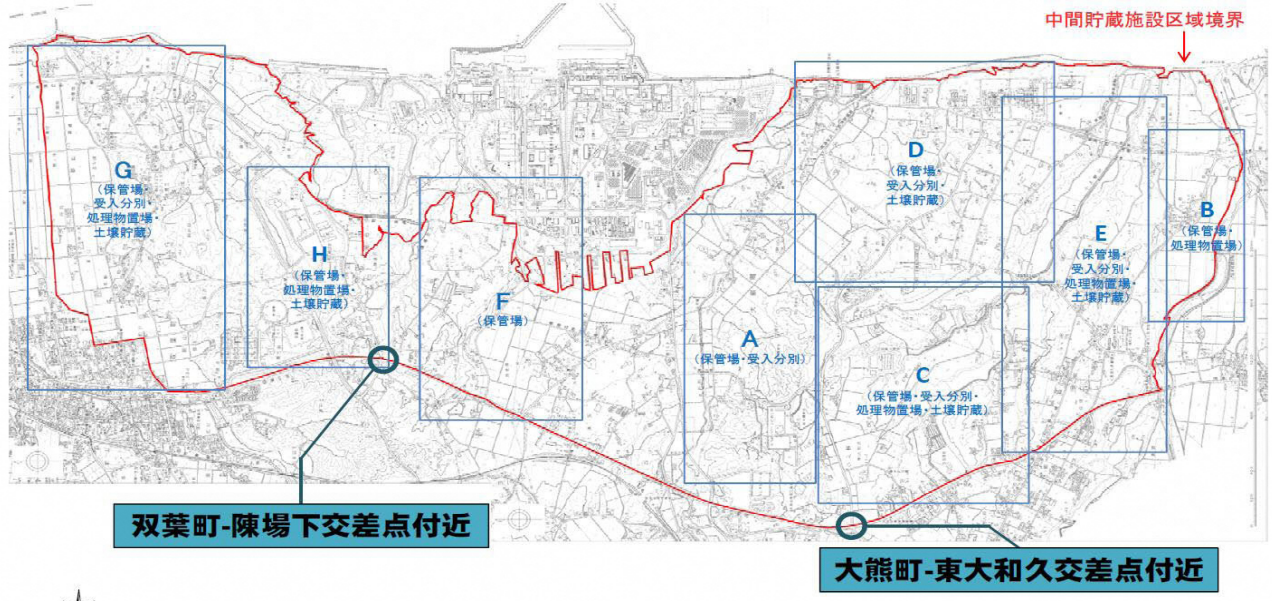 中間貯蔵施設区域境界
G
(保管場・
受入分別・
処理物置場・
土壌貯蔵)
H
(保管場・
処理物置場・
土壌貯蔵)
F
(保管場)
A
(保管場・受入分別)
D
(保管場・
受入分別・
土壌貯蔵)
C
(保管場・受入分別・
処理物置場・土壌貯蔵)
E
(保管場・
受入分別・
処理物置場・
土壌貯蔵)
B
(保管場・
処理物置場)
双葉町-陳場下交差点付近
大熊町-東大和久交差点付近